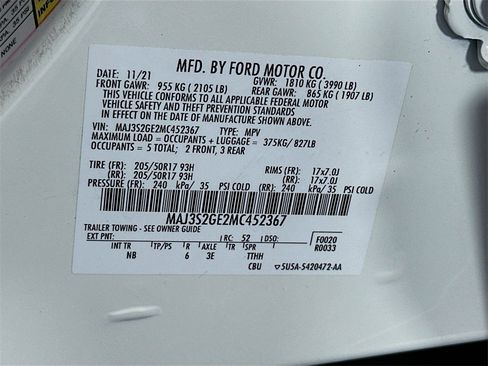 MFD. BY FORD MOTOR CO.
DATE: 11/21 GVWR: 1810 KG ( 3990 LB)
FRONT GAWR: 955 KG ( 2105 LB) REAR GAWR: 865 KG ( 1907 LB)
THIS VEHICLE CONFORMS TO ALL APPLICABLE FEDERAL MOTOR
VEHICLE SAFETY AND THEFT PREVENTION STANDARDS
IN EFFECT ON THE DATE OF MANUFACTURE SHOWN ABOVE.
VIN: MAJ3S2GE2MC452367 TYPE: MPV
MAXIMUM LOAD = OCCUPANTS + LUGGAGE = 375KG/ 827LB
OCCUPANTS = 5 TOTAL; 2 FRONT, 3 REAR
TIRE (FR): 205/50R17 93H RIMS (FR): 17x7.0J
(RR): 205/50R17 93H (RR): 17x7.0J
PRESSURE (FR): 240 kPa/ 35 PSI COLD (RR): 240 kPa/ 35 PSI COLD
MAJ3S2GE2MC452367
TRAILER TOWING - SEE OWNER GUIDE
EXT PNT: RC: 52 DSO: F0020
R0033
INT TR TP/PS R AXLE TR SPR
NB 6 3E TTHH
CBU 5U5A-5420472-AA
NONE